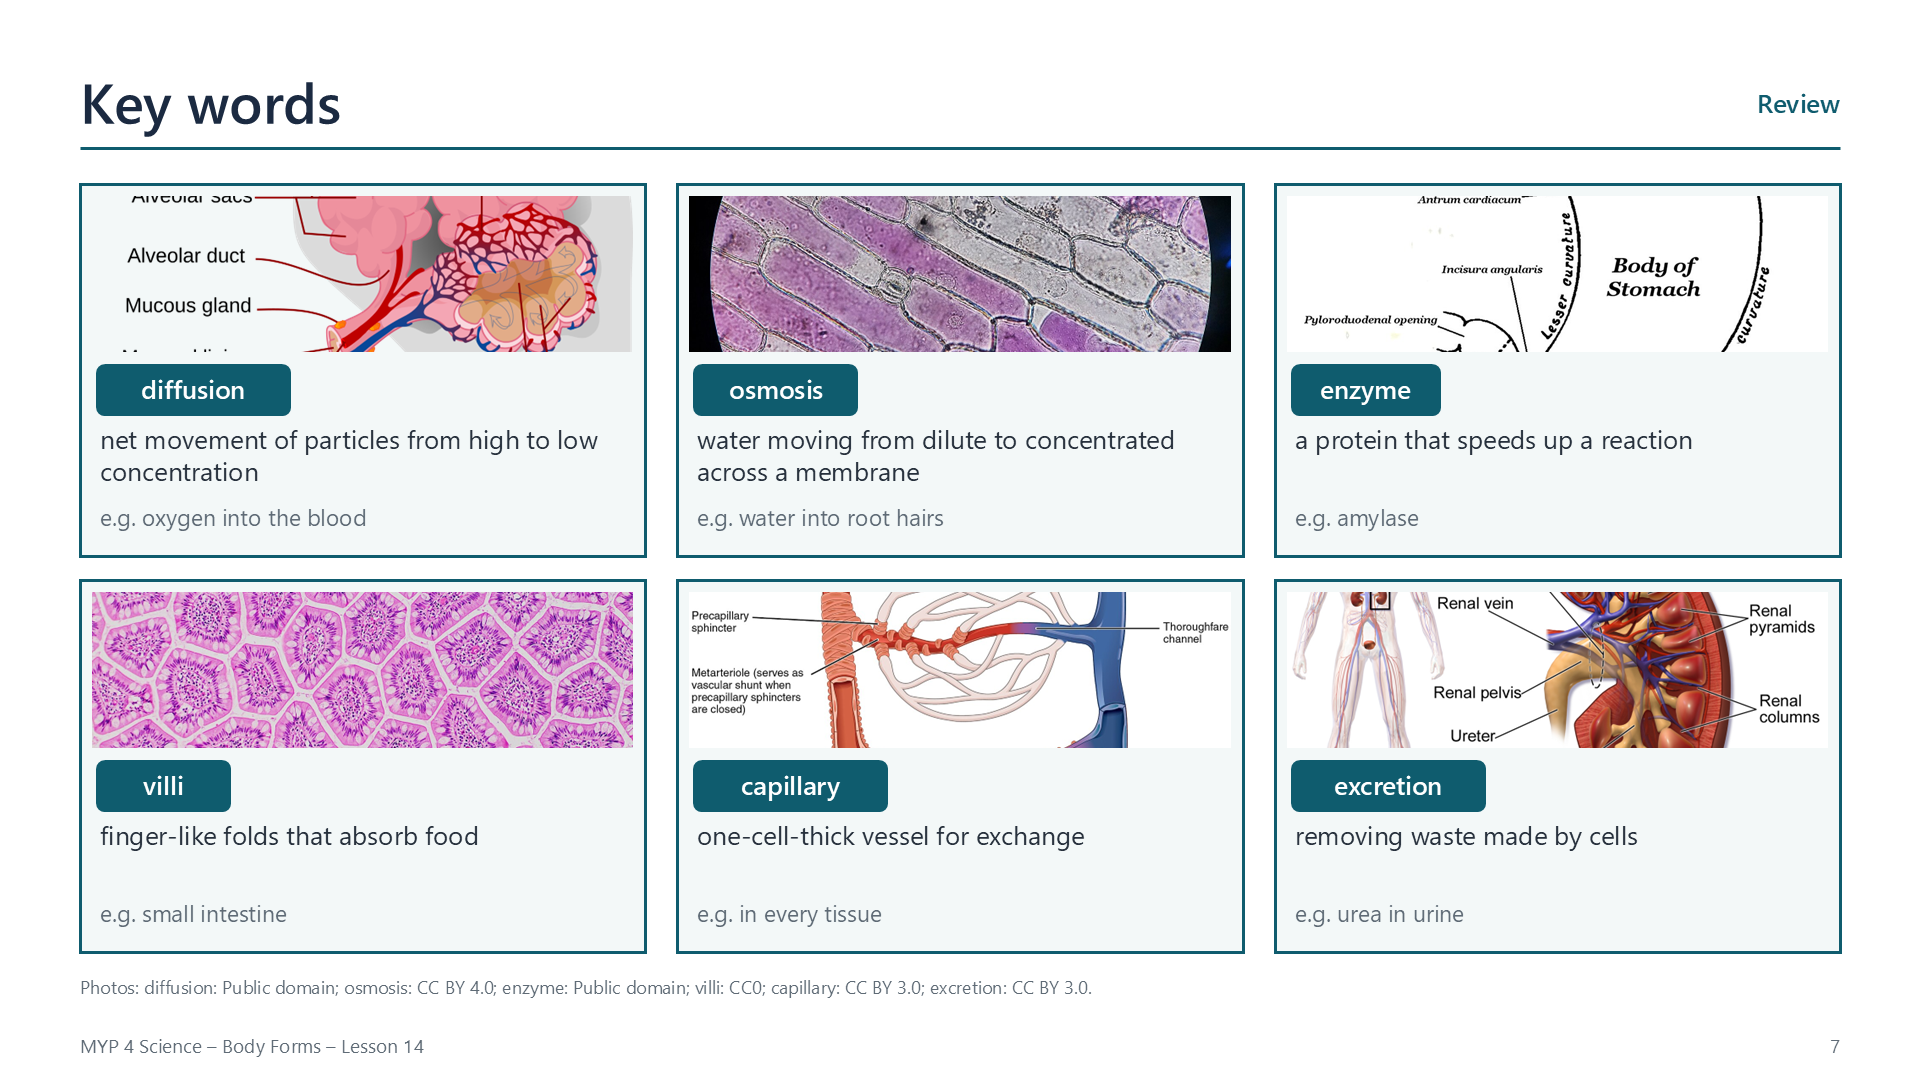 Key words
Review
Alveolar sacs
Alveolar duct
Mucous gland
diffusion
net movement of particles from high to low
concentration
e.g. oxygen into the blood
osmosis
water moving from dilute to concentrated
across a membrane
e.g. water into root hairs
Antrum cardiacum
Incisura angularis
Pyloroduodenal opening
Lesser curvature
Body of
Stomach
curvature
enzyme
a protein that speeds up a reaction
e.g. amylase
villi
finger-like folds that absorb food
e.g. small intestine
Precapillary
sphincter
Metarteriole (serves as
vascular shunt when
precapillary sphincters
are closed)
Thoroughfare
channel
capillary
one-cell-thick vessel for exchange
e.g. in every tissue
Renal vein
Renal pelvis
Ureter
Renal
pyramids
Renal
columns
excretion
removing waste made by cells
e.g. urea in urine
Photos: diffusion: Public domain; osmosis: CC BY 4.0; enzyme: Public domain; villi: CC0; capillary: CC BY 3.0; excretion: CC BY 3.0.
MYP 4 Science – Body Forms – Lesson 14
7